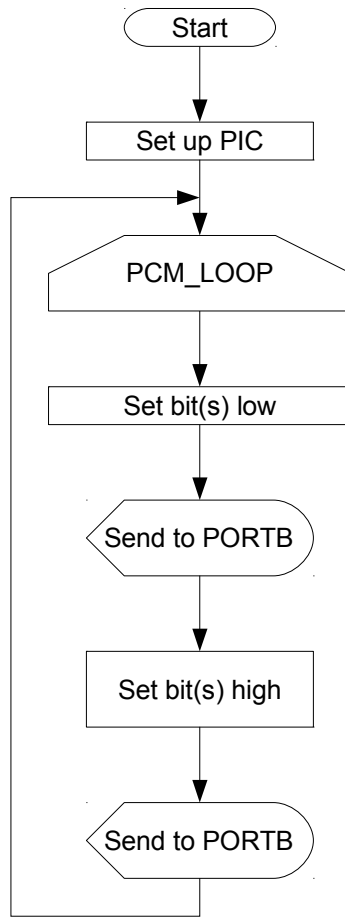 Start
Set up PIC
PCM_LOOP
Set bit(s) low
Send to PORTB
Set bit(s) high
Send to PORTB